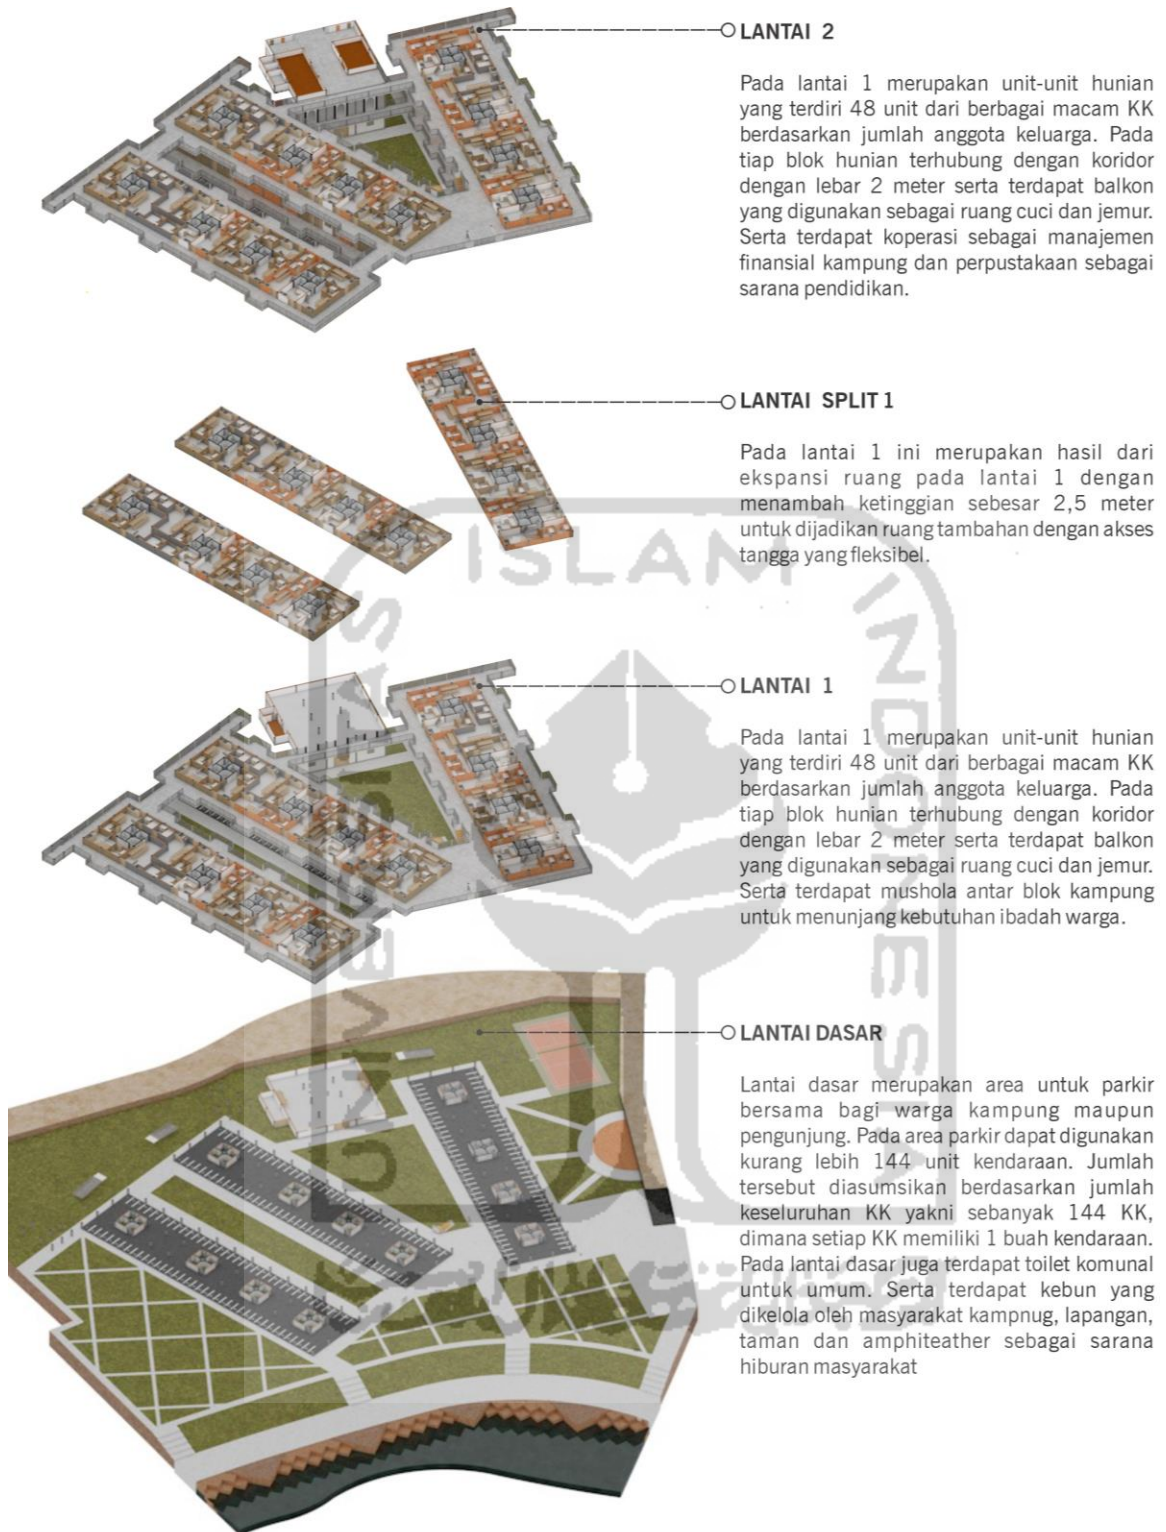 LANTAI 2
Pada lantai 1 merupakan unit-unit hunian
yang terdiri 48 unit dari berbagai macam KK
berdasarkan jumlah anggota keluarga. Pada
tiap blok hunian terhubung dengan koridor
dengan lebar 2 meter serta terdapat balkon
yang digunakan sebagai ruang cuci dan jemur.
Serta terdapat koperasi sebagai manajemen
finansial kampung dan perpustakaan sebagai
sarana pendidikan.
LANTAI SPLIT 1
Pada lantai 1 ini merupakan hasil dari
ekspansi ruang pada lantai 1 dengan
menambah ketinggian sebesar 2,5 meter
untuk dijadikan ruang tambahan dengan akses
tangga yang fleksibel.
LANTAI 1
Pada lantai 1 merupakan unit-unit hunian
yang terdiri 48 unit dari berbagai macam KK
berdasarkan jumlah anggota keluarga. Pada
tiap blok hunian terhubung dengan koridor
dengan lebar 2 meter serta terdapat balkon
yang digunakan sebagai ruang cuci dan jemur.
Serta terdapat mushola antar blok kampung
untuk menunjang kebutuhan ibadah warga.
LANTAI DASAR
Lantai dasar merupakan area untuk parkir
bersama bagi warga kampung maupun
pengunjung. Pada area parkir dapat digunakan
kurang lebih 144 unit kendaraan. Jumlah
tersebut diasumsikan berdasarkan jumlah
keseluruhan KK yakni sebanyak 144 KK,
dimana setiap KK memiliki 1 buah kendaraan.
Pada lantai dasar juga terdapat toilet komunal
untuk umum. Serta terdapat kebun yang
dikelola oleh masyarakat kampnug, lapangan,
taman dan amphiteather sebagai sarana
hiburan masyarakat
UNIVERSITAS
ISLAM
INDONESIA